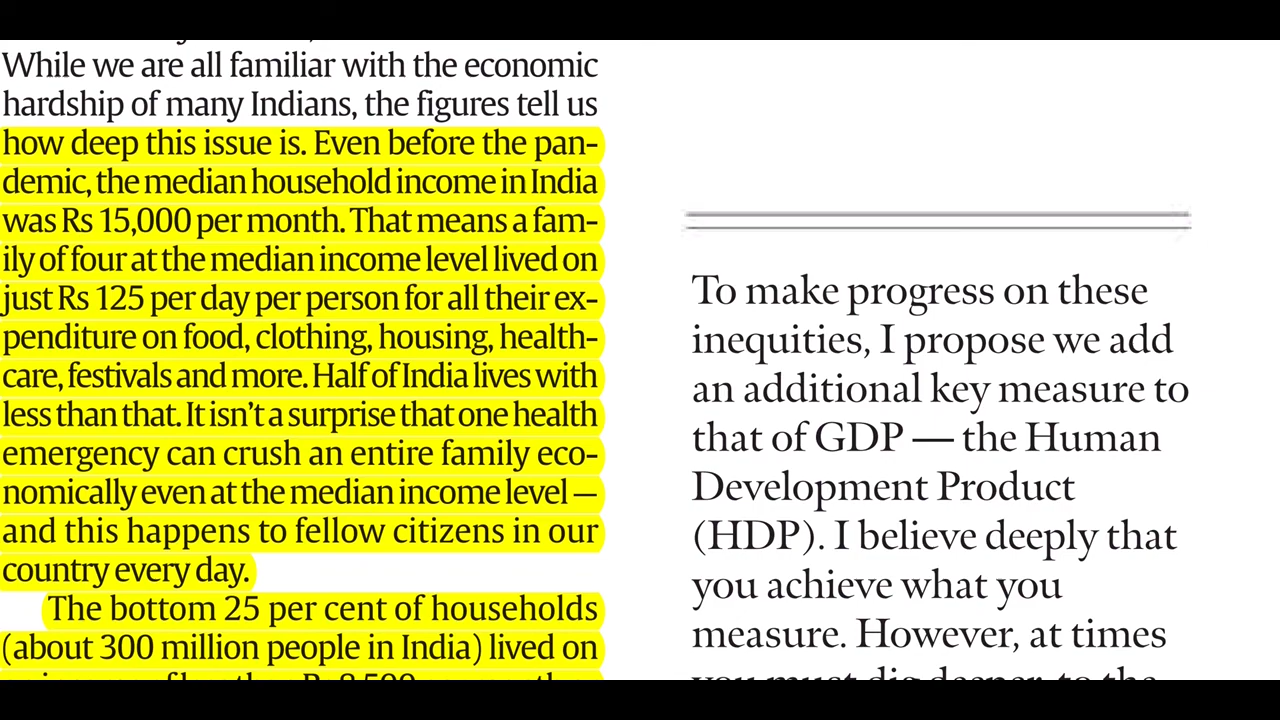 While we are all familiar with the economic
hardship of many Indians, the figures tell us
how deep this issue is. Even before the pan-
demic, the median household income in India
was Rs 15,000 per month. That means a fam-
ily of four at the median income level lived on
just Rs 125 per day per person for all their ex-
penditure on food, clothing, housing, health-
care, festivals and more. Half of India lives with
less than that. It isn't a surprise that one health
emergency can crush an entire family eco-
nomically even at the median income level —
and this happens to fellow citizens in our
country every day.
The bottom 25 per cent of households
(about 300 million people in India) lived on
To make progress on these
inequities, I propose we add
an additional key measure to
that of GDP — the Human
Development Product
(HDP). I believe deeply that
you achieve what you
measure. However, at times
you must dig deeper, to the